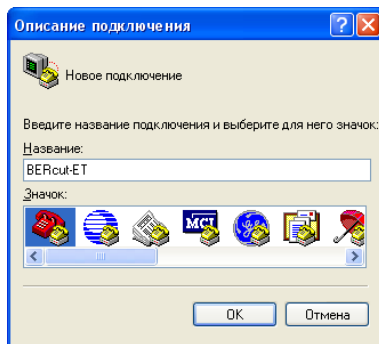 Описание подключения
Новое подключение
Введите название подключения и выберите для него значок:
Название:
BERcut-ET
Значок:
MCI
OK
Отмена